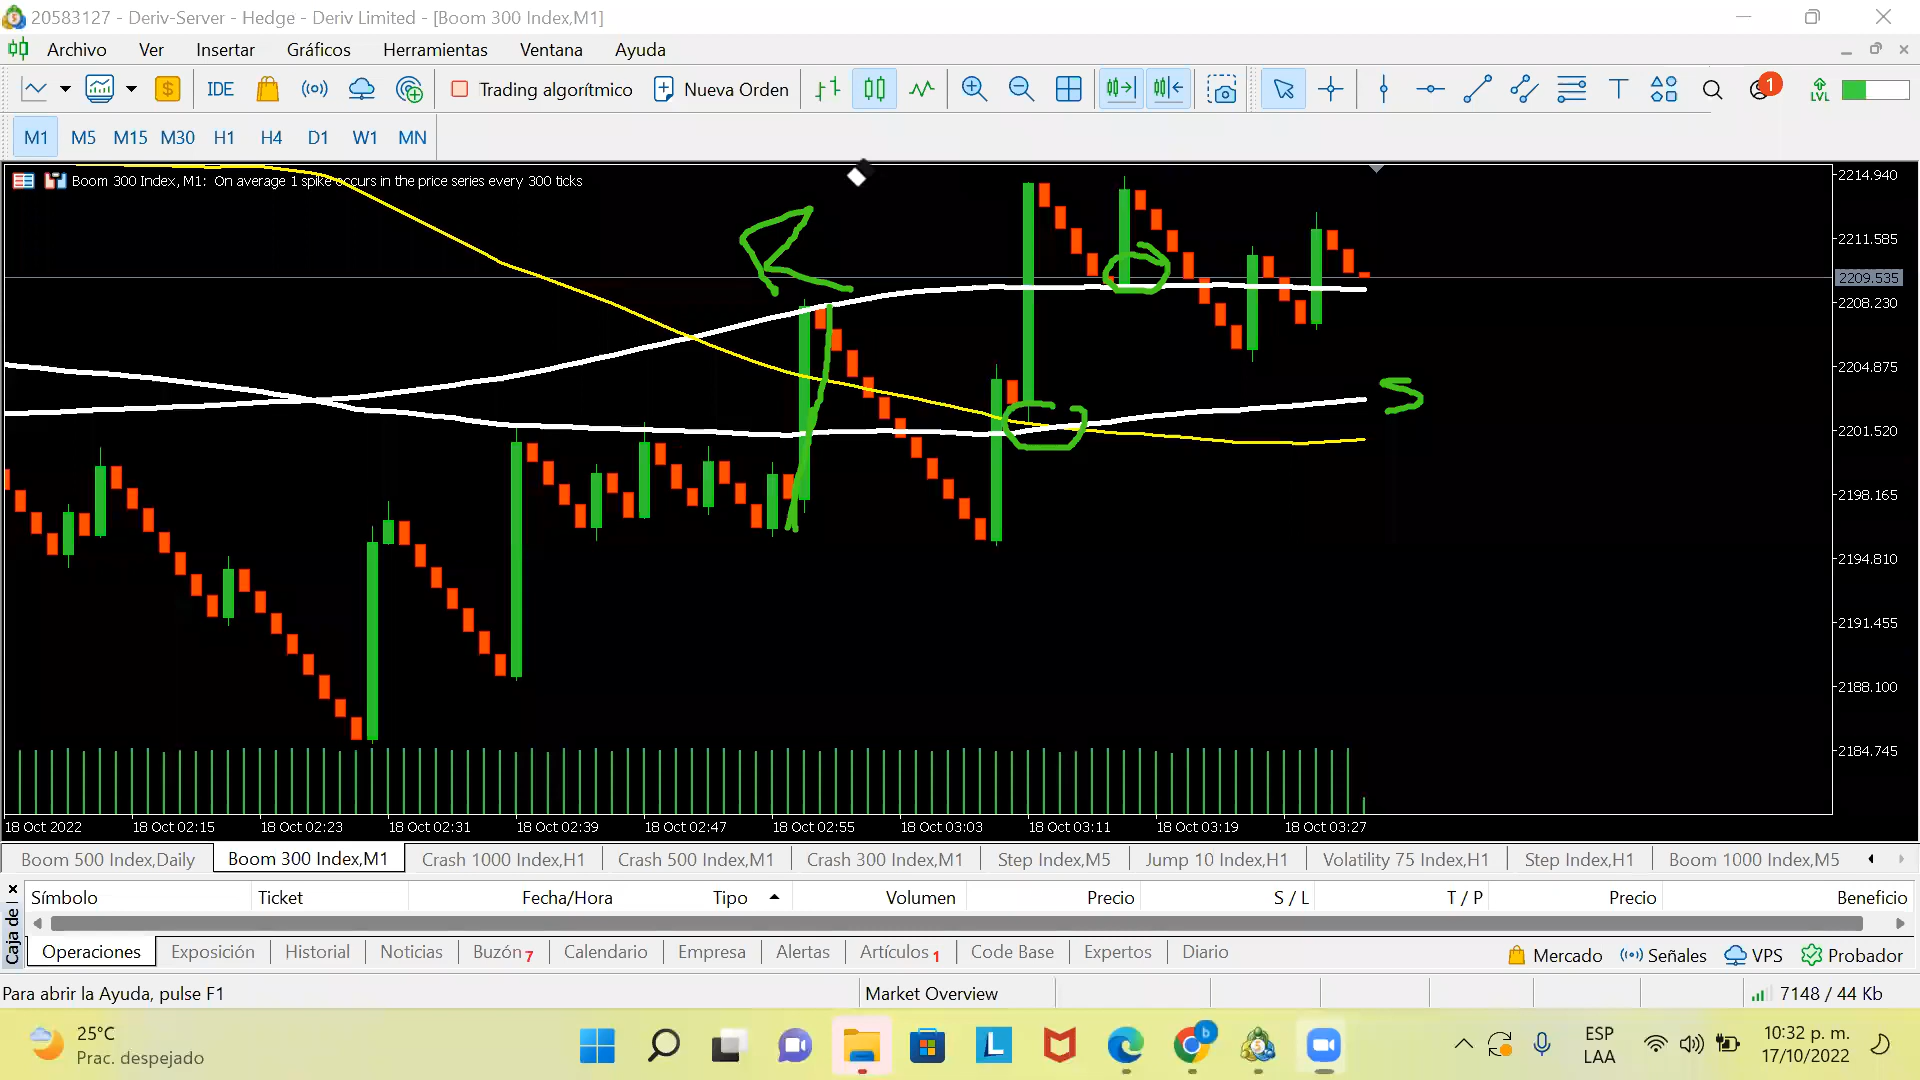 20583127 - Deriv-Server - Hedge - Deriv Limited - [Boom 300 Index,M1]
Archivo Ver Insertar Gráficos Herramientas Ventana Ayuda
IDE Trading algorítmico Nueva Orden T 1 LVL
M1 M5 M15 M30 H1 H4 D1 W1 MN
Boom 300 Index, M1: On average 1 spike occurs in the price series every 300 ticks
2214.940
2211.585
2209.535
2208.230
2204.875
2201.520
2198.165
2194.810
2191.455
2188.100
2184.745
18 Oct 2022 18 Oct 02:15 18 Oct 02:23 18 Oct 02:31 18 Oct 02:39 18 Oct 02:47 18 Oct 02:55 18 Oct 03:03 18 Oct 03:11 18 Oct 03:19 18 Oct 03:27
Boom 500 Index,Daily Boom 300 Index,M1 Crash 1000 Index,H1 Crash 500 Index,M1 Crash 300 Index,M1 Step Index,M5 Jump 10 Index,H1 Volatility 75 Index,H1 Step Index,H1 Boom 1000 Index,M5
Símbolo Ticket Fecha/Hora Tipo Volumen Precio S / L T / P Precio Beneficio
Caja de
Operaciones Exposición Historial Noticias Buzón 7 Calendario Empresa Alertas Artículos 1 Code Base Expertos Diario Mercado Señales VPS Probador
Para abrir la Ayuda, pulse F1 Market Overview 7148 / 44 Kb
25°C
Prac. despejado
L b
ESP
LAA
10:32 p. m.
17/10/2022